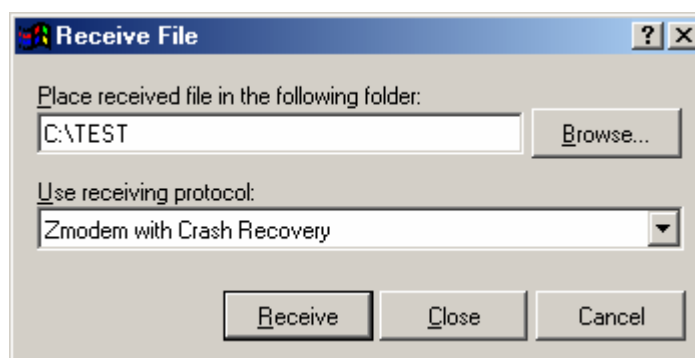 Receive File
Place received file in the following folder:
C:\TEST
Browse...
Use receiving protocol:
Zmodem with Crash Recovery
Receive Close Cancel